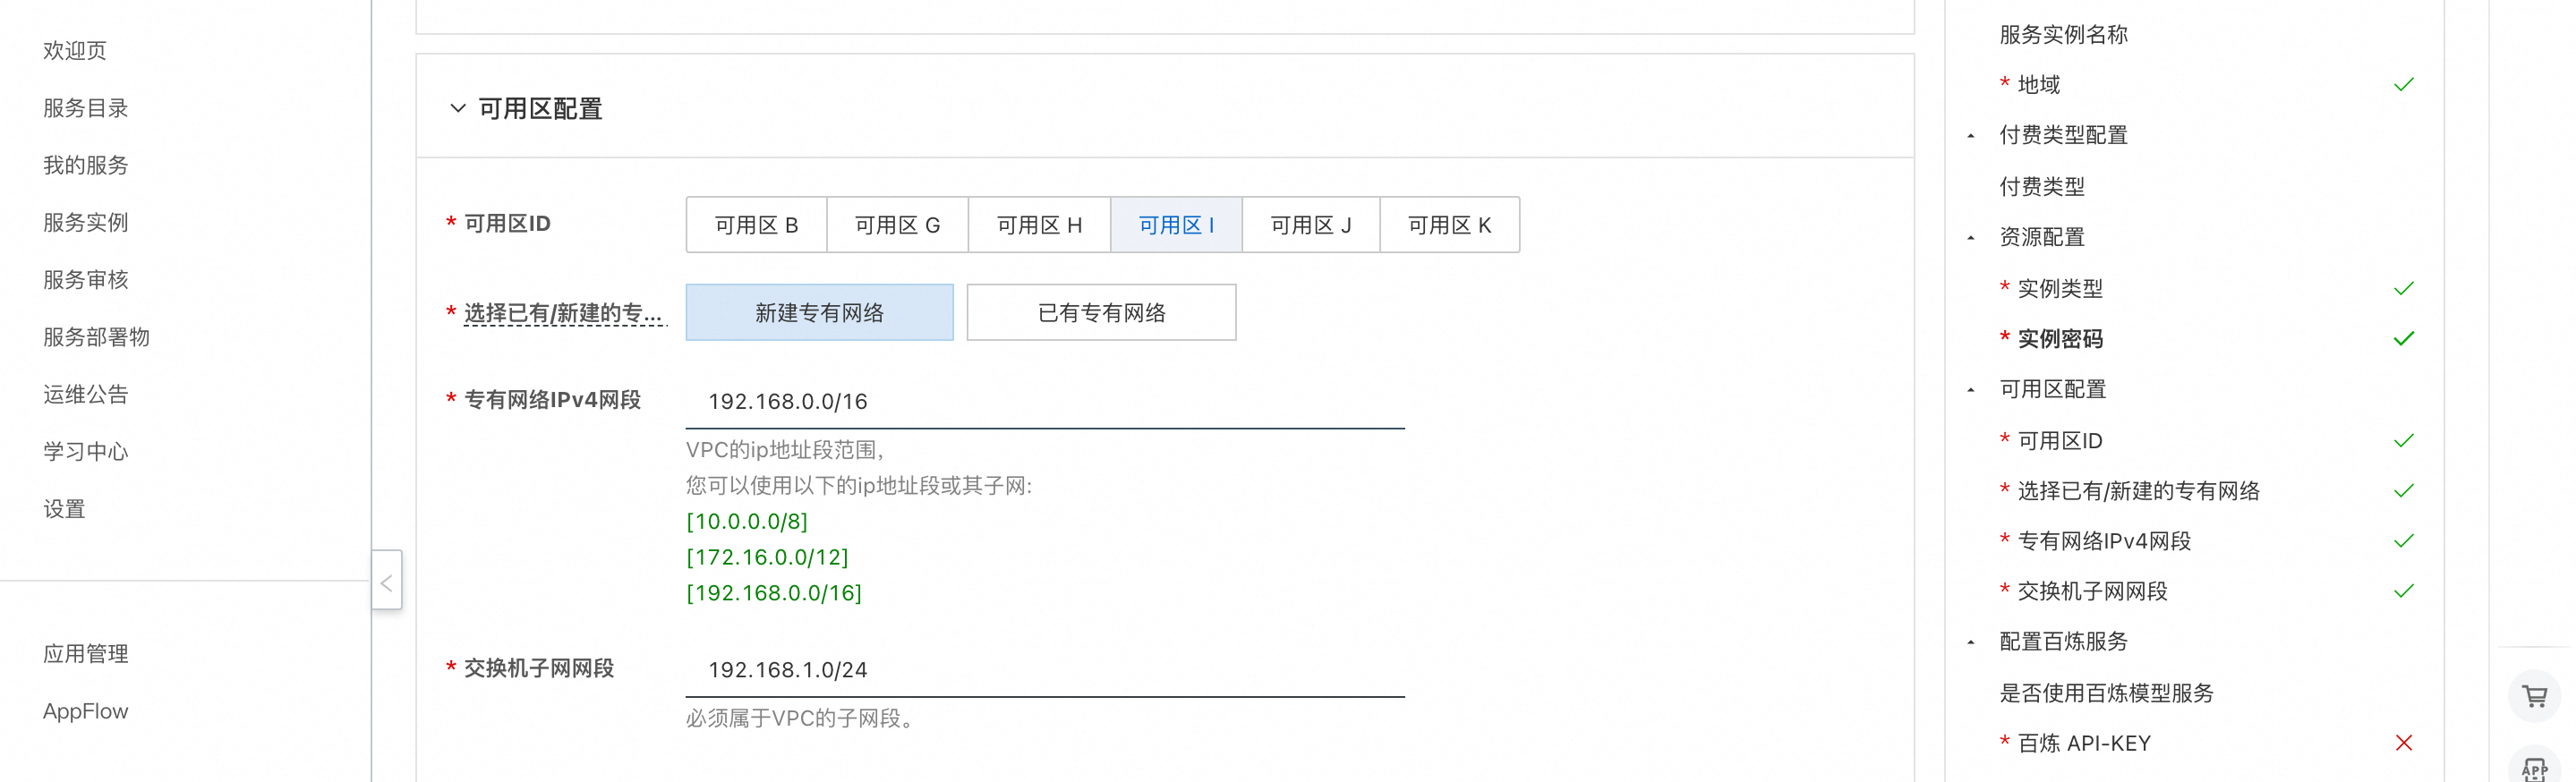 欢迎页
服务目录
我的服务
服务实例
服务审核
服务部署物
运维公告
学习中心
设置
应用管理
AppFlow
可用区配置
* 可用区ID
可用区 B
可用区 G
可用区 H
可用区 I
可用区 J
可用区 K
* 选择已有/新建的专...
新建专有网络
已有专有网络
* 专有网络IPv4网段
192.168.0.0/16
VPC的ip地址段范围，
您可以使用以下的ip地址段或其子网:
[10.0.0.0/8]
[172.16.0.0/12]
[192.168.0.0/16]
* 交换机子网网段
192.168.1.0/24
必须属于VPC的子网段。
服务实例名称
* 地域
付费类型配置
付费类型
资源配置
* 实例类型
* 实例密码
可用区配置
* 可用区ID
* 选择已有/新建的专有网络
* 专有网络IPv4网段
* 交换机子网网段
配置百炼服务
是否使用百炼模型服务
* 百炼 API-KEY
APP